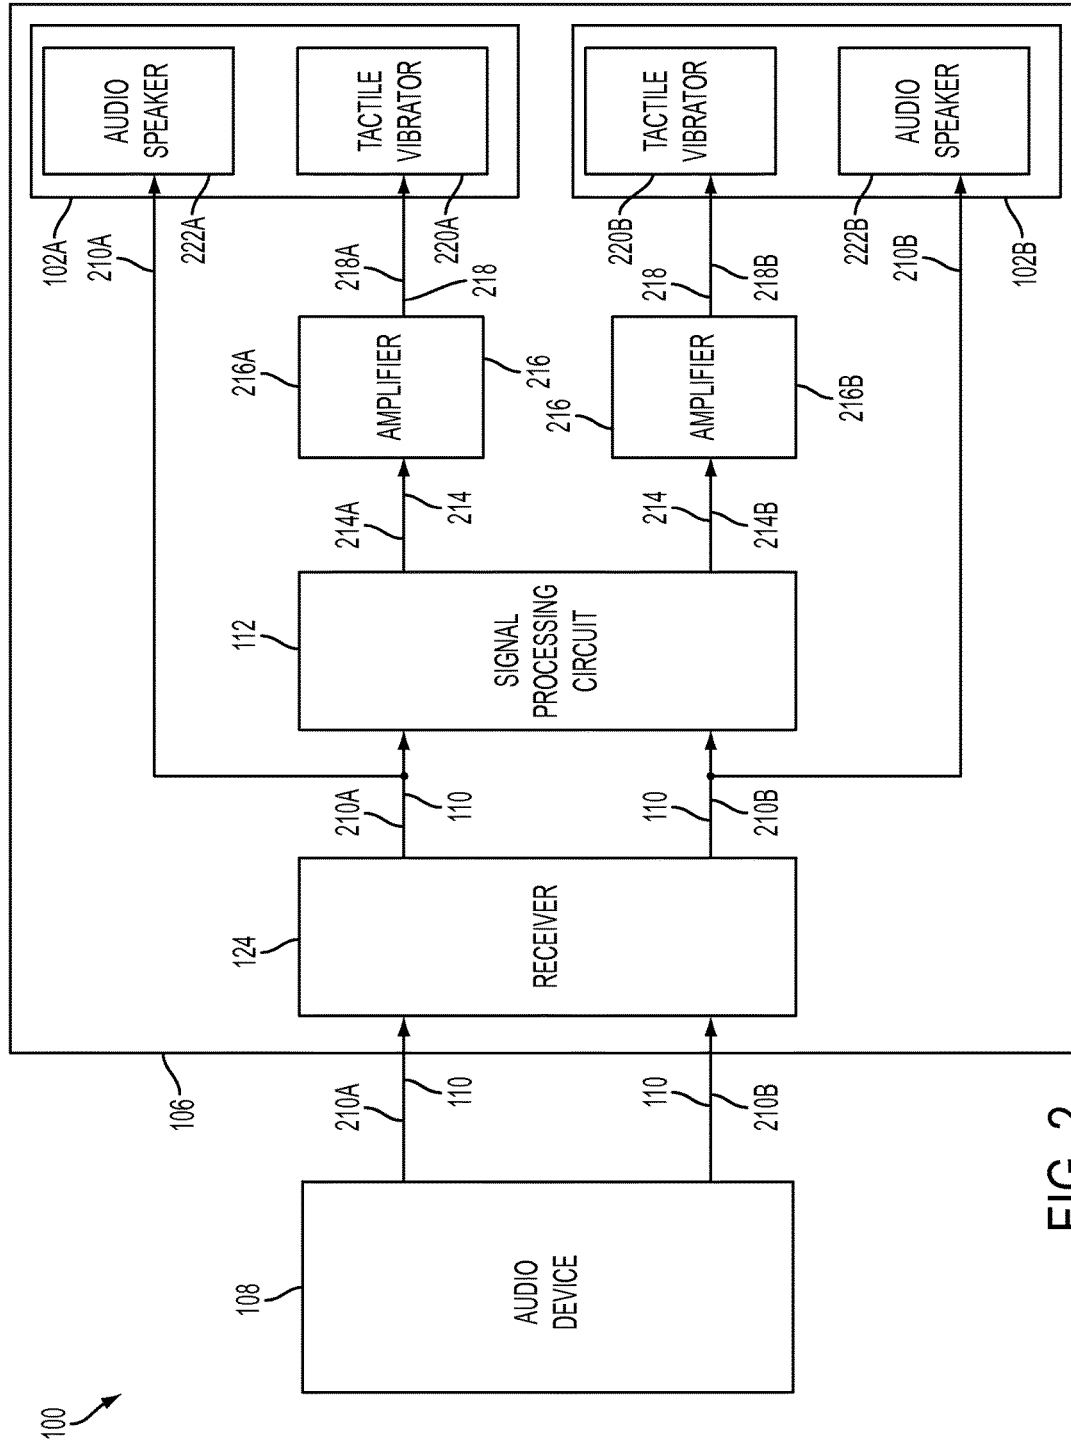 100
106
102A
210A
222A
AUDIO
SPEAKER
108
124
112
216A
210A
210A
214A
218A
220A
TACTILE
VIBRATOR
AMPLIFIER
110
110
214
218
216
AUDIO
DEVICE
RECEIVER
SIGNAL
PROCESSING
CIRCUIT
216
220B
TACTILE
VIBRATOR
110
110
214
218
AMPLIFIER
210B
210B
214B
218B
216B
222B
AUDIO
SPEAKER
210B
102B
FIG. 2